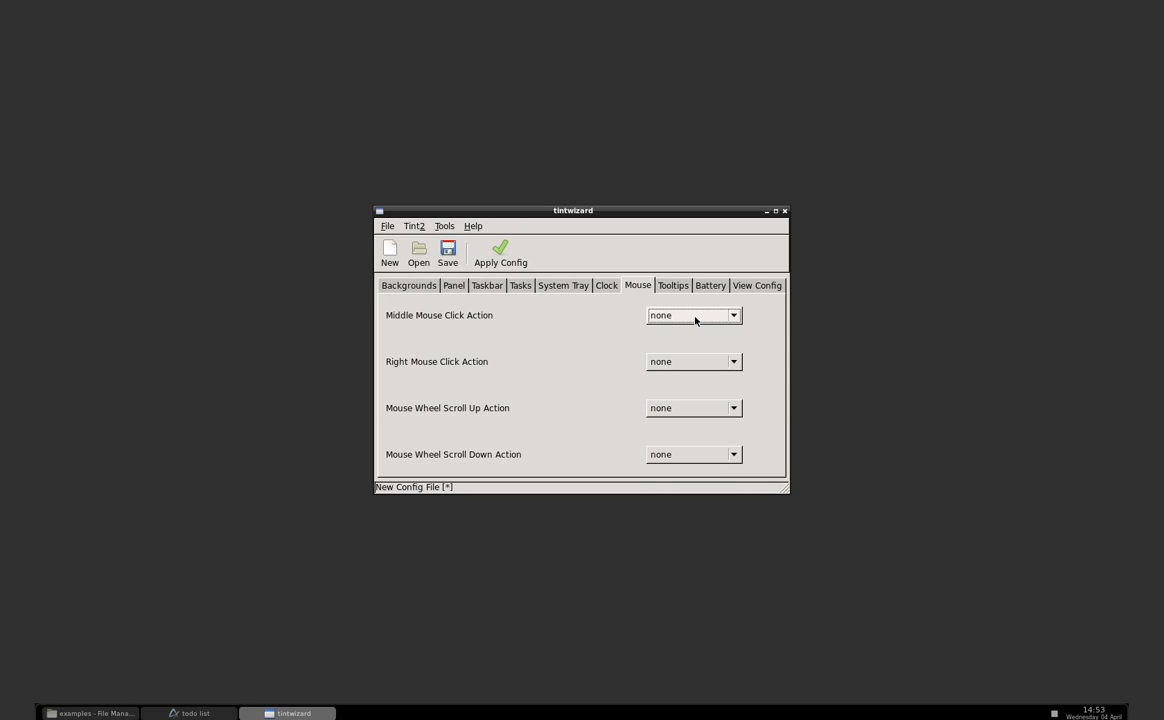 tintwizard
File Tint2 Tools Help
New Open Save Apply Config
Backgrounds Panel Taskbar Tasks System Tray Clock Mouse Tooltips Battery View Config
Middle Mouse Click Action none
Right Mouse Click Action none
Mouse Wheel Scroll Up Action none
Mouse Wheel Scroll Down Action none
New Config File [*]
examples - File Mana... todo list tintwizard 14:53
Wednesday 04 April